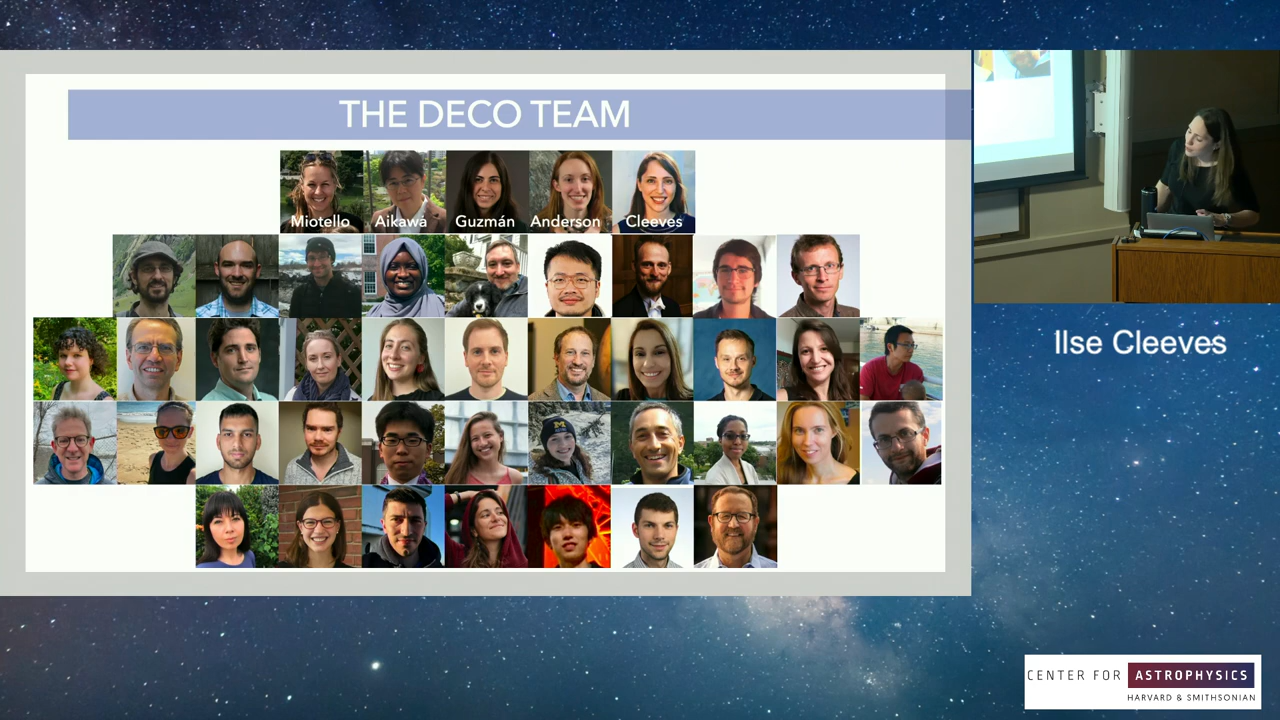 THE DECO TEAM
Miotello Aikawa Guzmán Anderson Cleeves
Ilse Cleeves
CENTER FOR ASTROPHYSICS
HARVARD & SMITHSONIAN